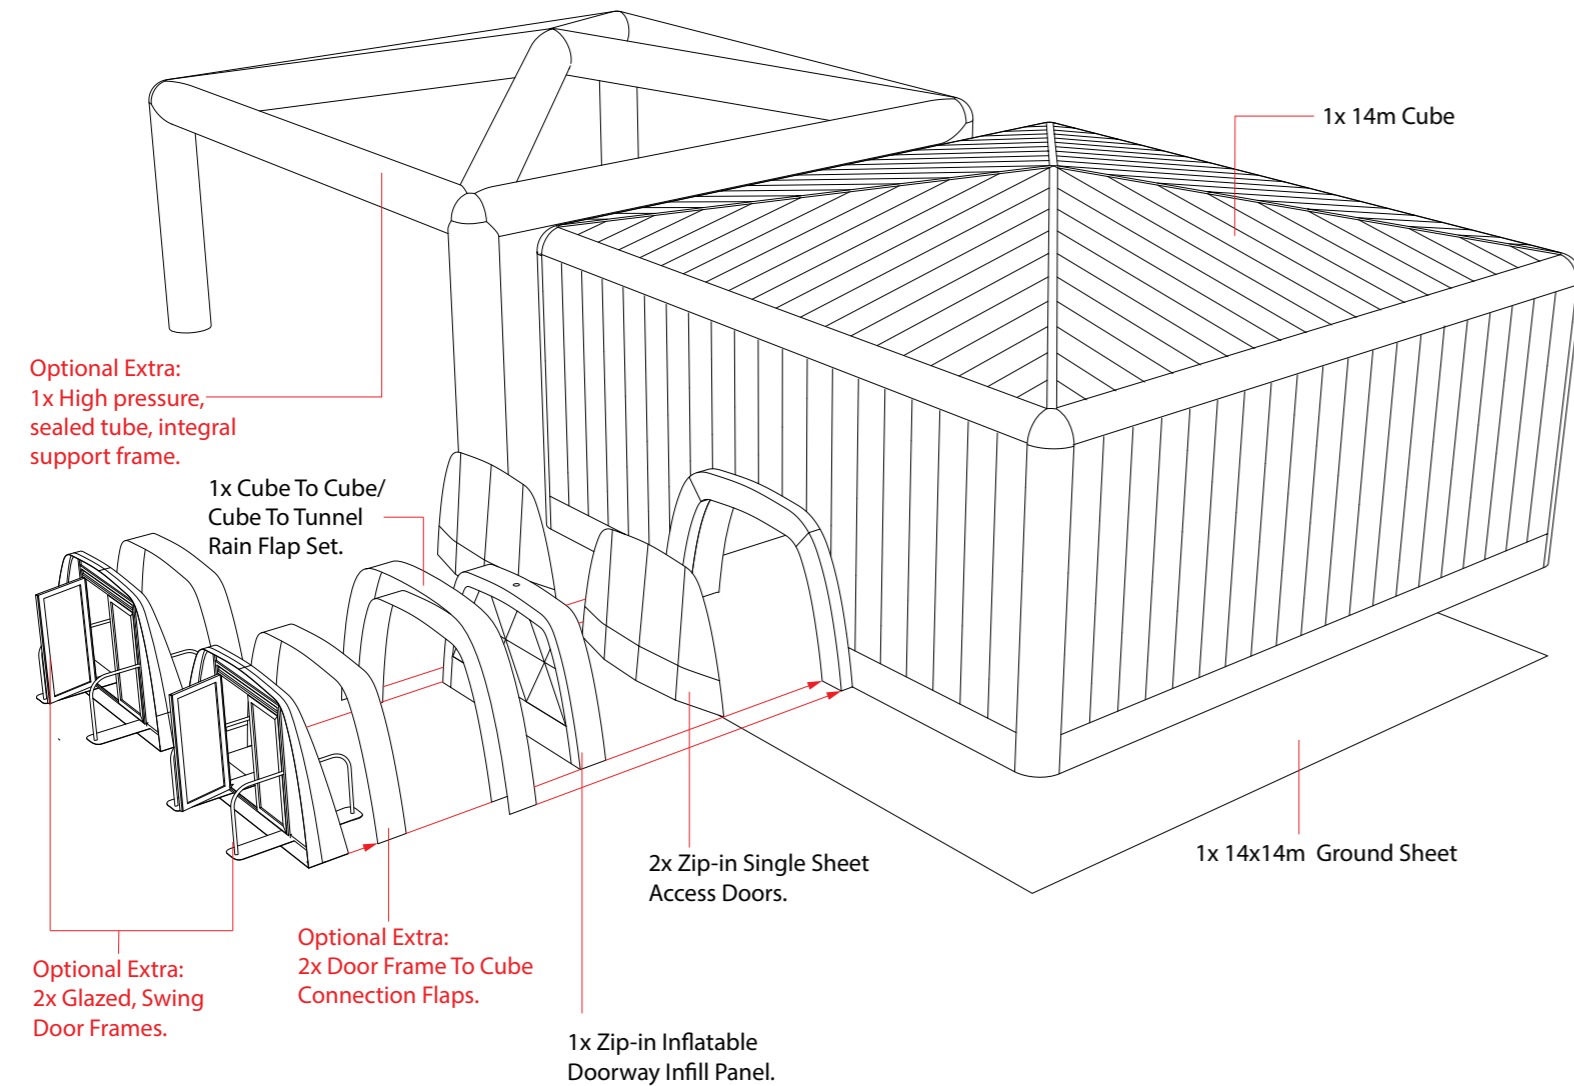 1x 14m Cube
Optional Extra:
1x High pressure,
sealed tube, integral
support frame.
1x Cube To Cube/
Cube To Tunnel
Rain Flap Set.
2x Zip-in Single Sheet
Access Doors.
1x 14x14m Ground Sheet
Optional Extra:
2x Door Frame To Cube
Connection Flaps.
Optional Extra:
2x Glazed, Swing
Door Frames.
1x Zip-in Inflatable
Doorway Infill Panel.